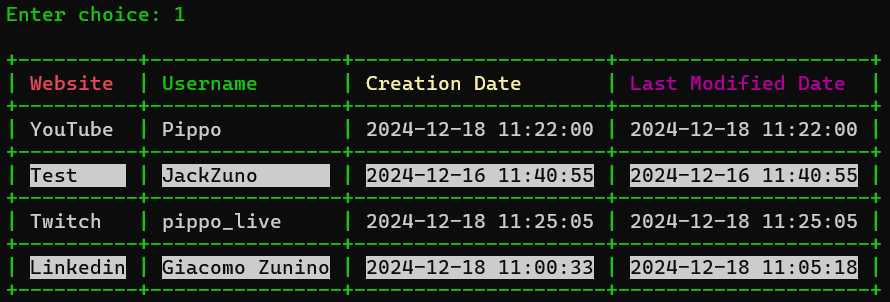 Enter choice: 1
Website Username Creation Date Last Modified Date
YouTube Pippo 2024-12-18 11:22:00 2024-12-18 11:22:00
Test JackZuno 2024-12-16 11:40:55 2024-12-16 11:40:55
Twitch pippo_live 2024-12-18 11:25:05 2024-12-18 11:25:05
Linkedin Giacomo Zunino 2024-12-18 11:00:33 2024-12-18 11:05:18